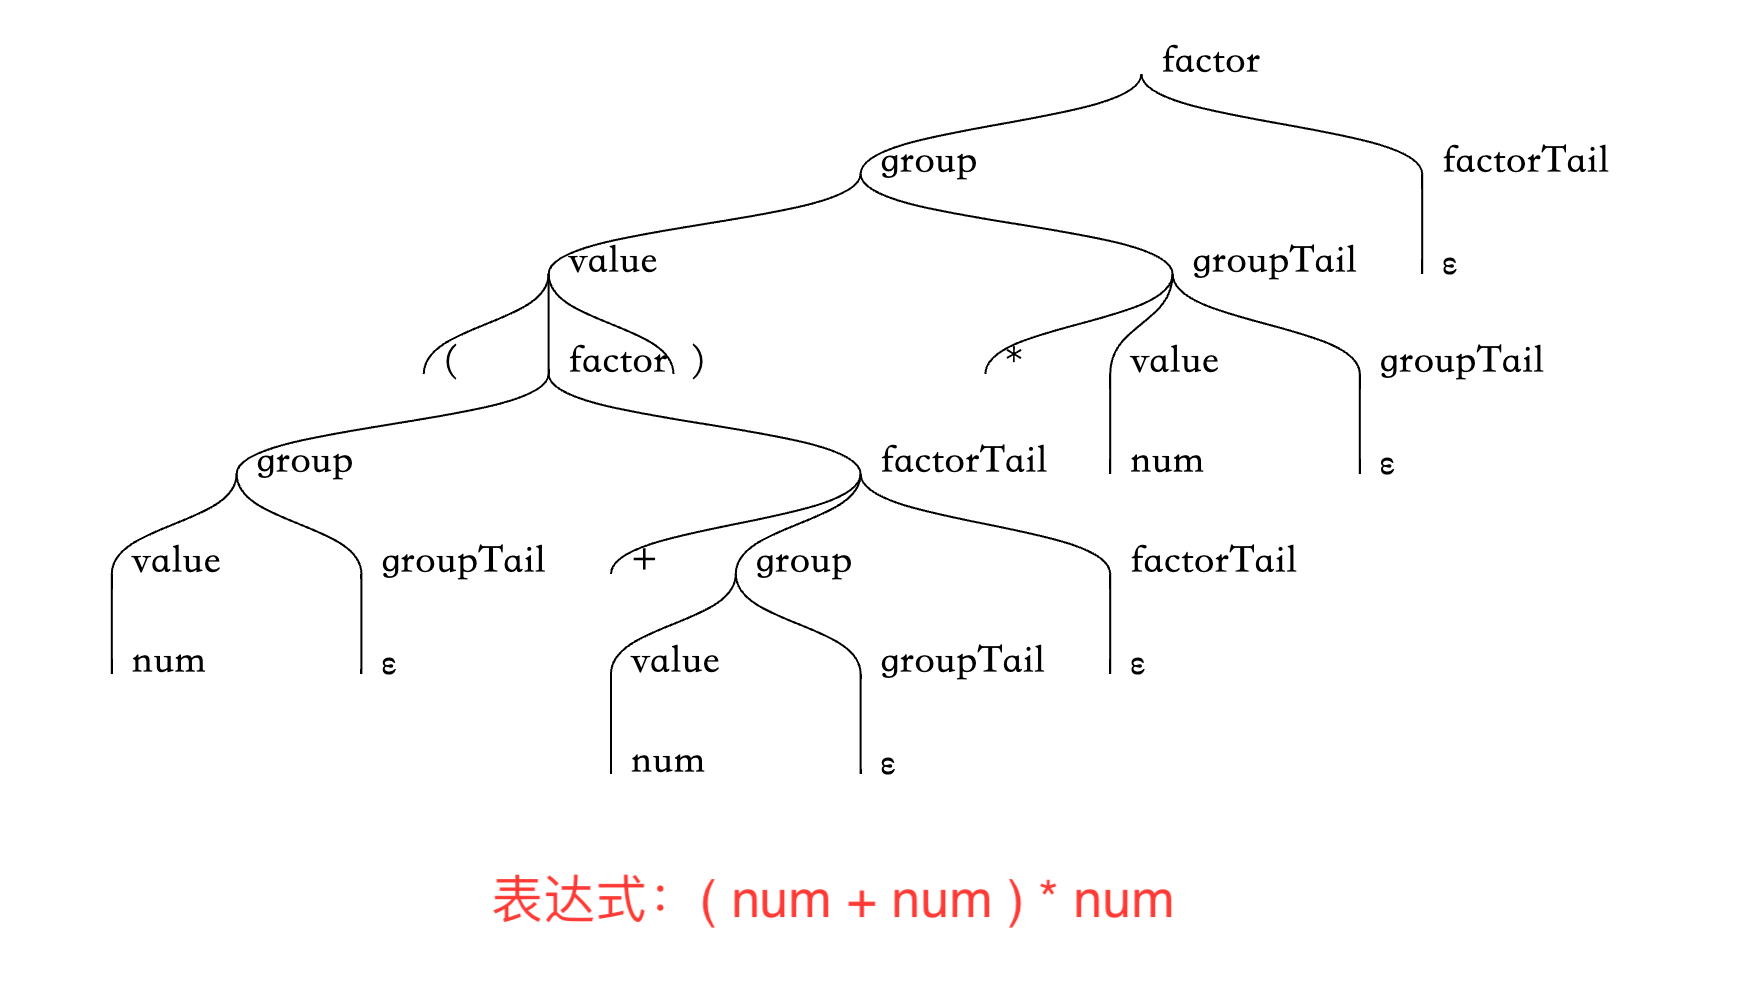 factor
group factorTail
value groupTail ε
( factor ) * value groupTail
group factorTail num ε
value groupTail + group factorTail
num ε value groupTail ε
num ε
表达式：( num + num ) * num